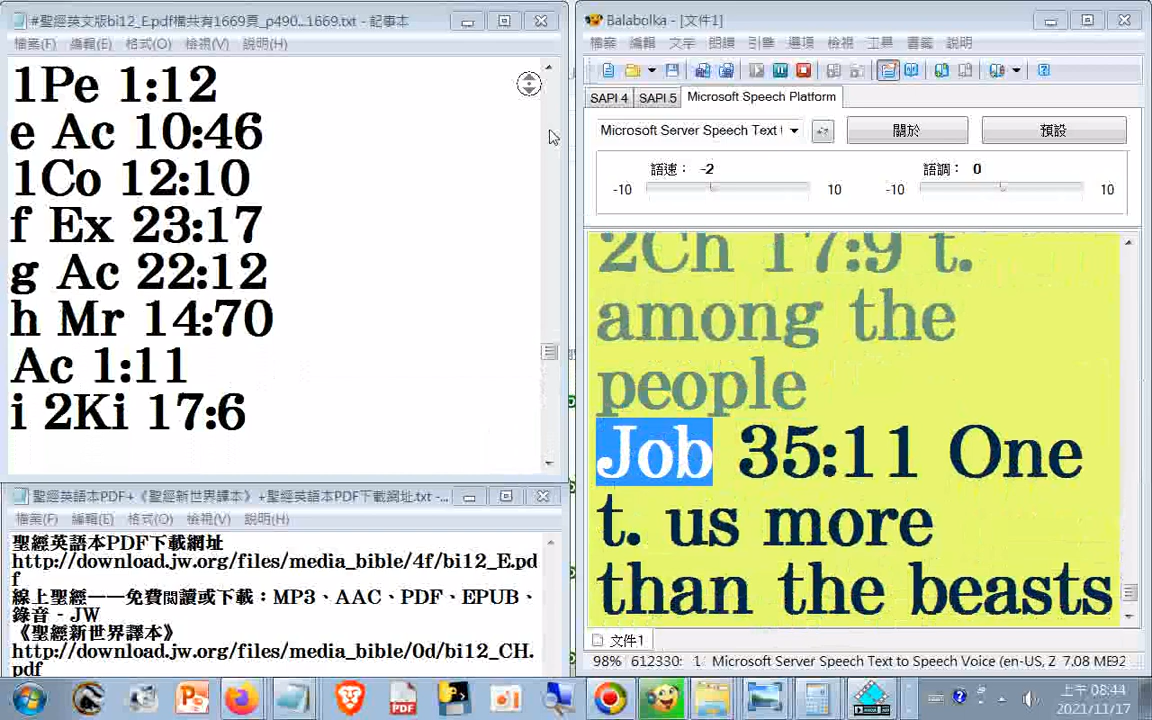 #聖經英文版bi12_E.pdf橫共有1669頁_p490...1669.txt - 記事本
檔案(F) 編輯(E) 格式(O) 檢視(V) 說明(H)
1Pe 1:12
e Ac 10:46
1Co 12:10
f Ex 23:17
g Ac 22:12
h Mr 14:70
Ac 1:11
i 2Ki 17:6
聖經英語本PDF+《聖經新世界譯本》+聖經英語本PDF下載網址.txt - ...
檔案(F) 編輯(E) 格式(O) 檢視(V) 說明(H)
聖經英語本PDF下載網址
http://download.jw.org/files/media_bible/4f/bi12_E.pd
f
線上聖經——免費閱讀或下載：MP3、AAC、PDF、EPUB、
錄音 - JW
《聖經新世界譯本》
http://download.jw.org/files/media_bible/0d/bi12_CH.
pdf
Balabolka - [文件1]
檔案 編輯 文字 朗讀 引擎 選項 檢視 工具 書籤 說明
SAPI 4 SAPI 5 Microsoft Speech Platform
Microsoft Server Speech Text 關於 預設
語速： -2 語調： 0
-10 10 -10 10
2Ch 17:9 t.
among the
people
Job 35:11 One
t. us more
than the beasts
文件1
98% 612330: 1 Microsoft Server Speech Text to Speech Voice (en-US, Z 7.08 ME92
上午 08:44
2021/11/17